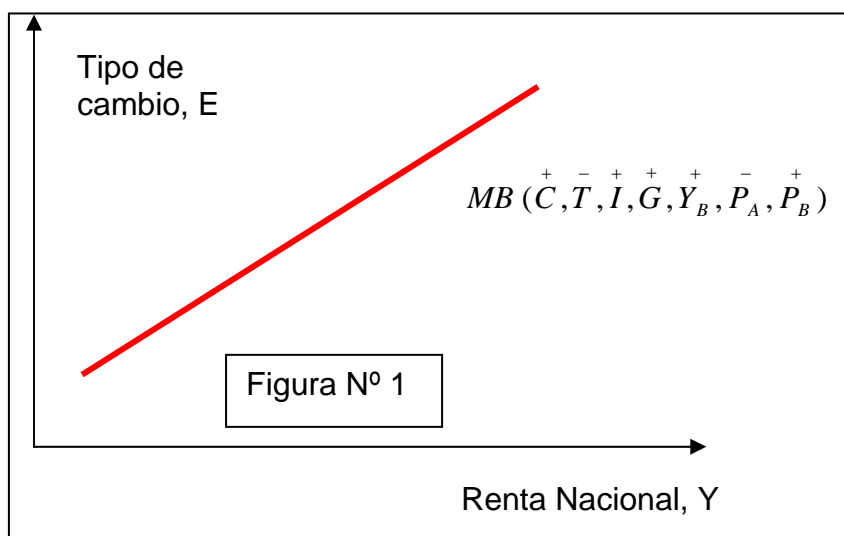 Tipo de
cambio, E
+ - + + + - +
MB (C, T, I, G, Y_B, P_A, P_B)
Figura Nº 1
Renta Nacional, Y